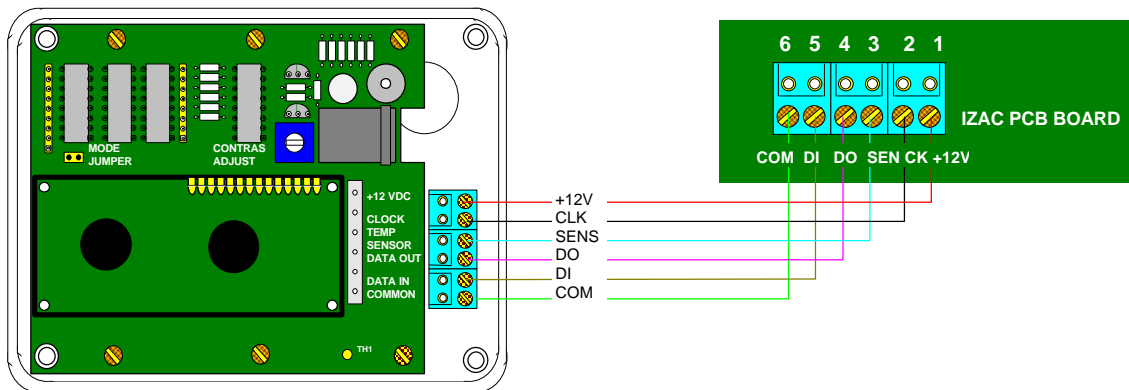 6 5 4 3 2 1
IZAC PCB BOARD
COM DI DO SEN CK +12V
MODE
JUMPER
CONTRAS
ADJUST
+12 VDC
CLOCK
TEMP
SENSOR
DATA OUT
DATA IN
COMMON
+12V
CLK
SENS
DO
DI
COM
TH1